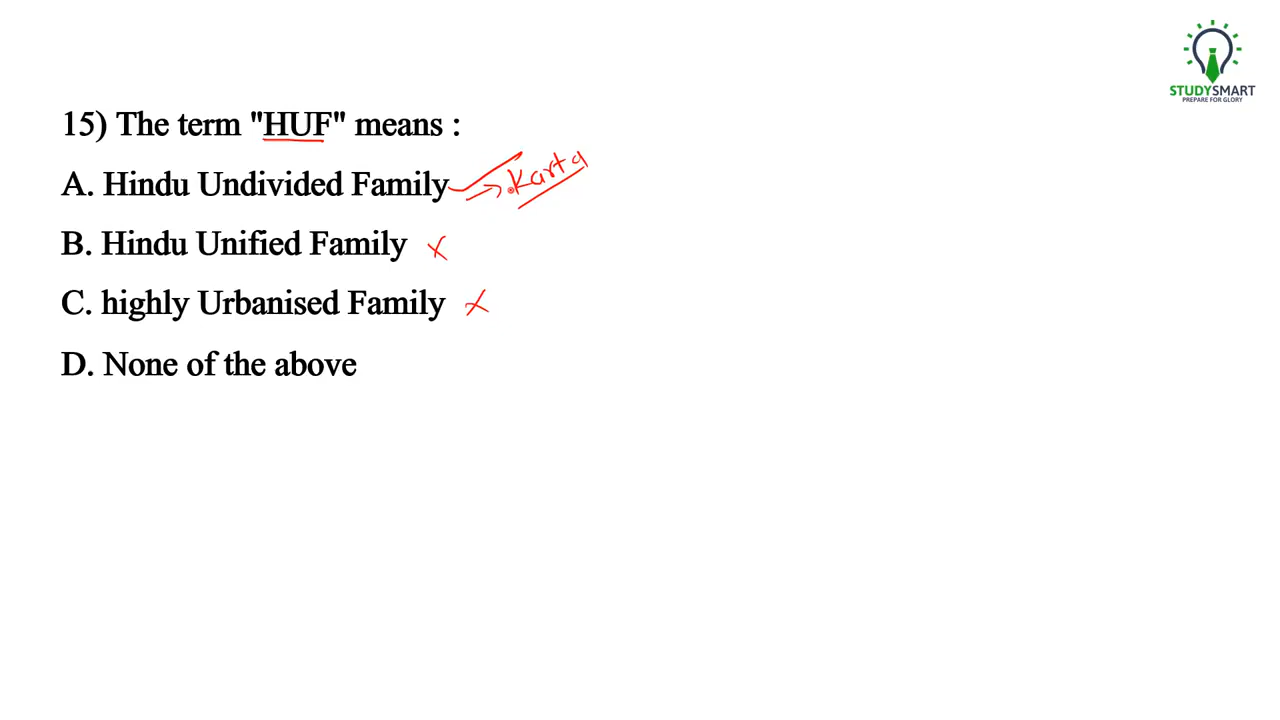 STUDYSMART
PREPARE FOR GLORY
15) The term "HUF" means :
A. Hindu Undivided Family → Karta
B. Hindu Unified Family x
C. highly Urbanised Family x
D. None of the above